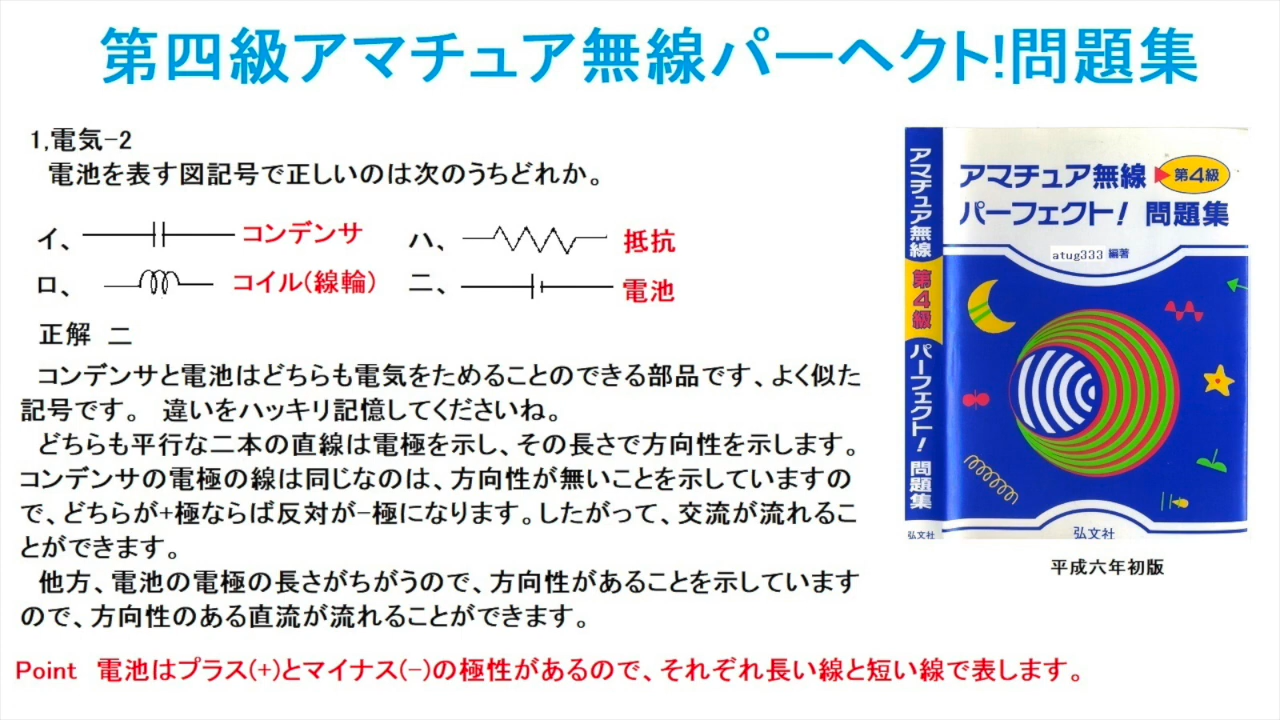 第四級アマチュア無線パーヘクト!問題集
1,電気-2
電池を表す図記号で正しいのは次のうちどれか。
イ、 コンデンサ ハ、 抵抗
ロ、 コイル(線輪) ニ、 電池
正解 ニ
コンデンサと電池はどちらも電気をためることのできる部品です、よく似た
記号です。 違いをハッキリ記憶してくださいね。
どちらも平行な二本の直線は電極を示し、その長さで方向性を示します。
コンデンサの電極の線は同じなのは、方向性が無いことを示していますの
で、どちらが+極ならば反対が-極になります。したがって、交流が流れるこ
とができます。
他方、電池の電極の長さがちがうので、方向性があることを示しています
ので、方向性のある直流が流れることができます。
Point 電池はプラス(+)とマイナス(-)の極性があるので、それぞれ長い線と短い線で表します。
アマチュア無線 第4級 パーフェクト! 問題集
弘文社
アマチュア無線 第4級
パーフェクト! 問題集
atug333 編著
弘文社
平成六年初版